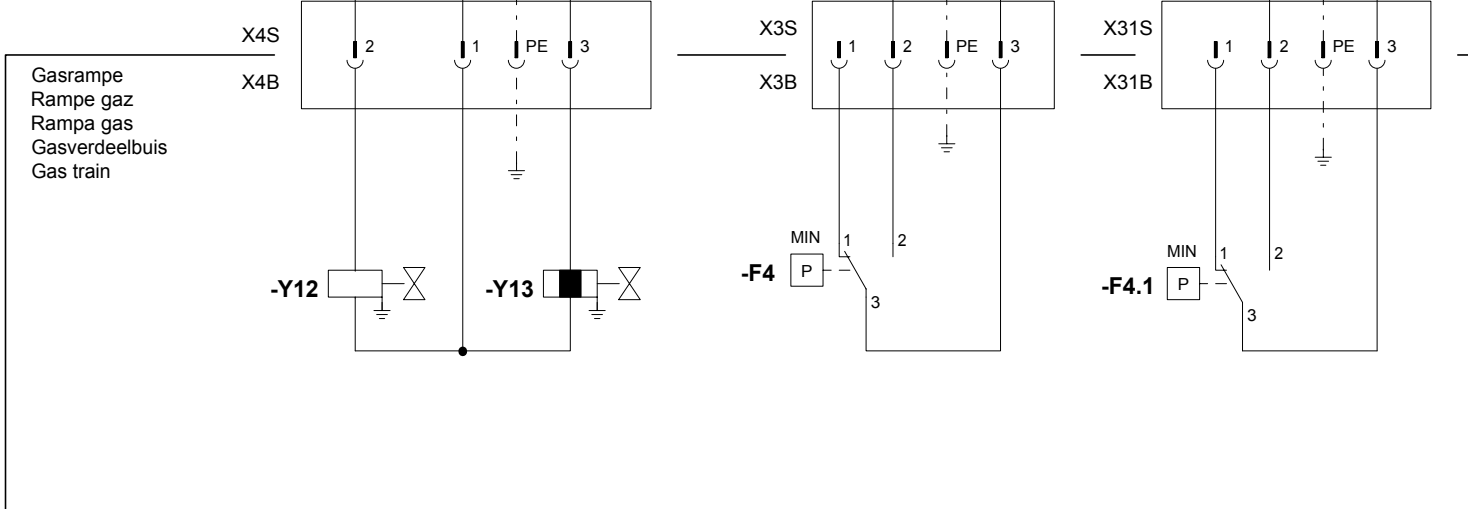 X4S
2
1
PE
3
X4B
Gasrampe
Rampe gaz
Rampa gas
Gasverdeelbuis
Gas train
-Y12
-Y13
X3S
1
2
PE
3
X3B
MIN
1
2
-F4
P
3
X31S
1
2
PE
3
X31B
MIN
1
2
-F4.1
P
3